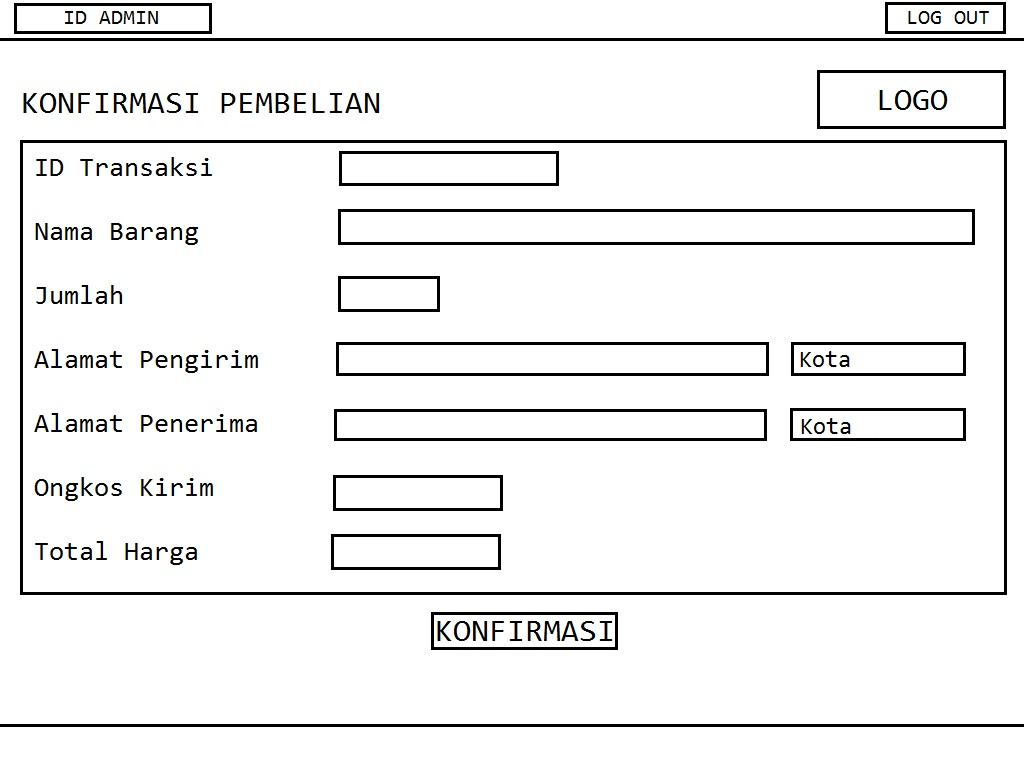 ID ADMIN
LOG OUT
KONFIRMASI PEMBELIAN
LOGO
ID Transaksi
Nama Barang
Jumlah
Alamat Pengirim
Kota
Alamat Penerima
Kota
Ongkos Kirim
Total Harga
KONFIRMASI